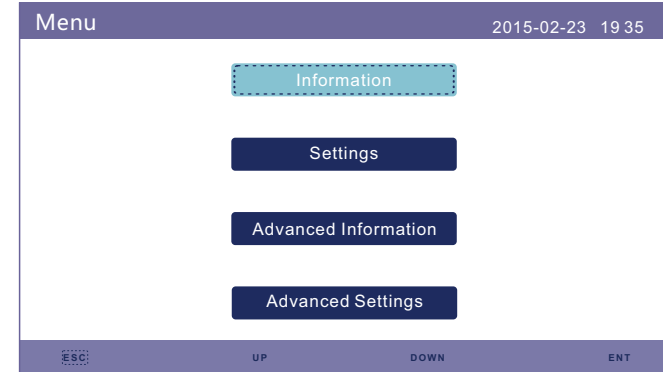 Menu 2015-02-23 19 35
Information
Settings
Advanced Information
Advanced Settings
ESC UP DOWN ENT